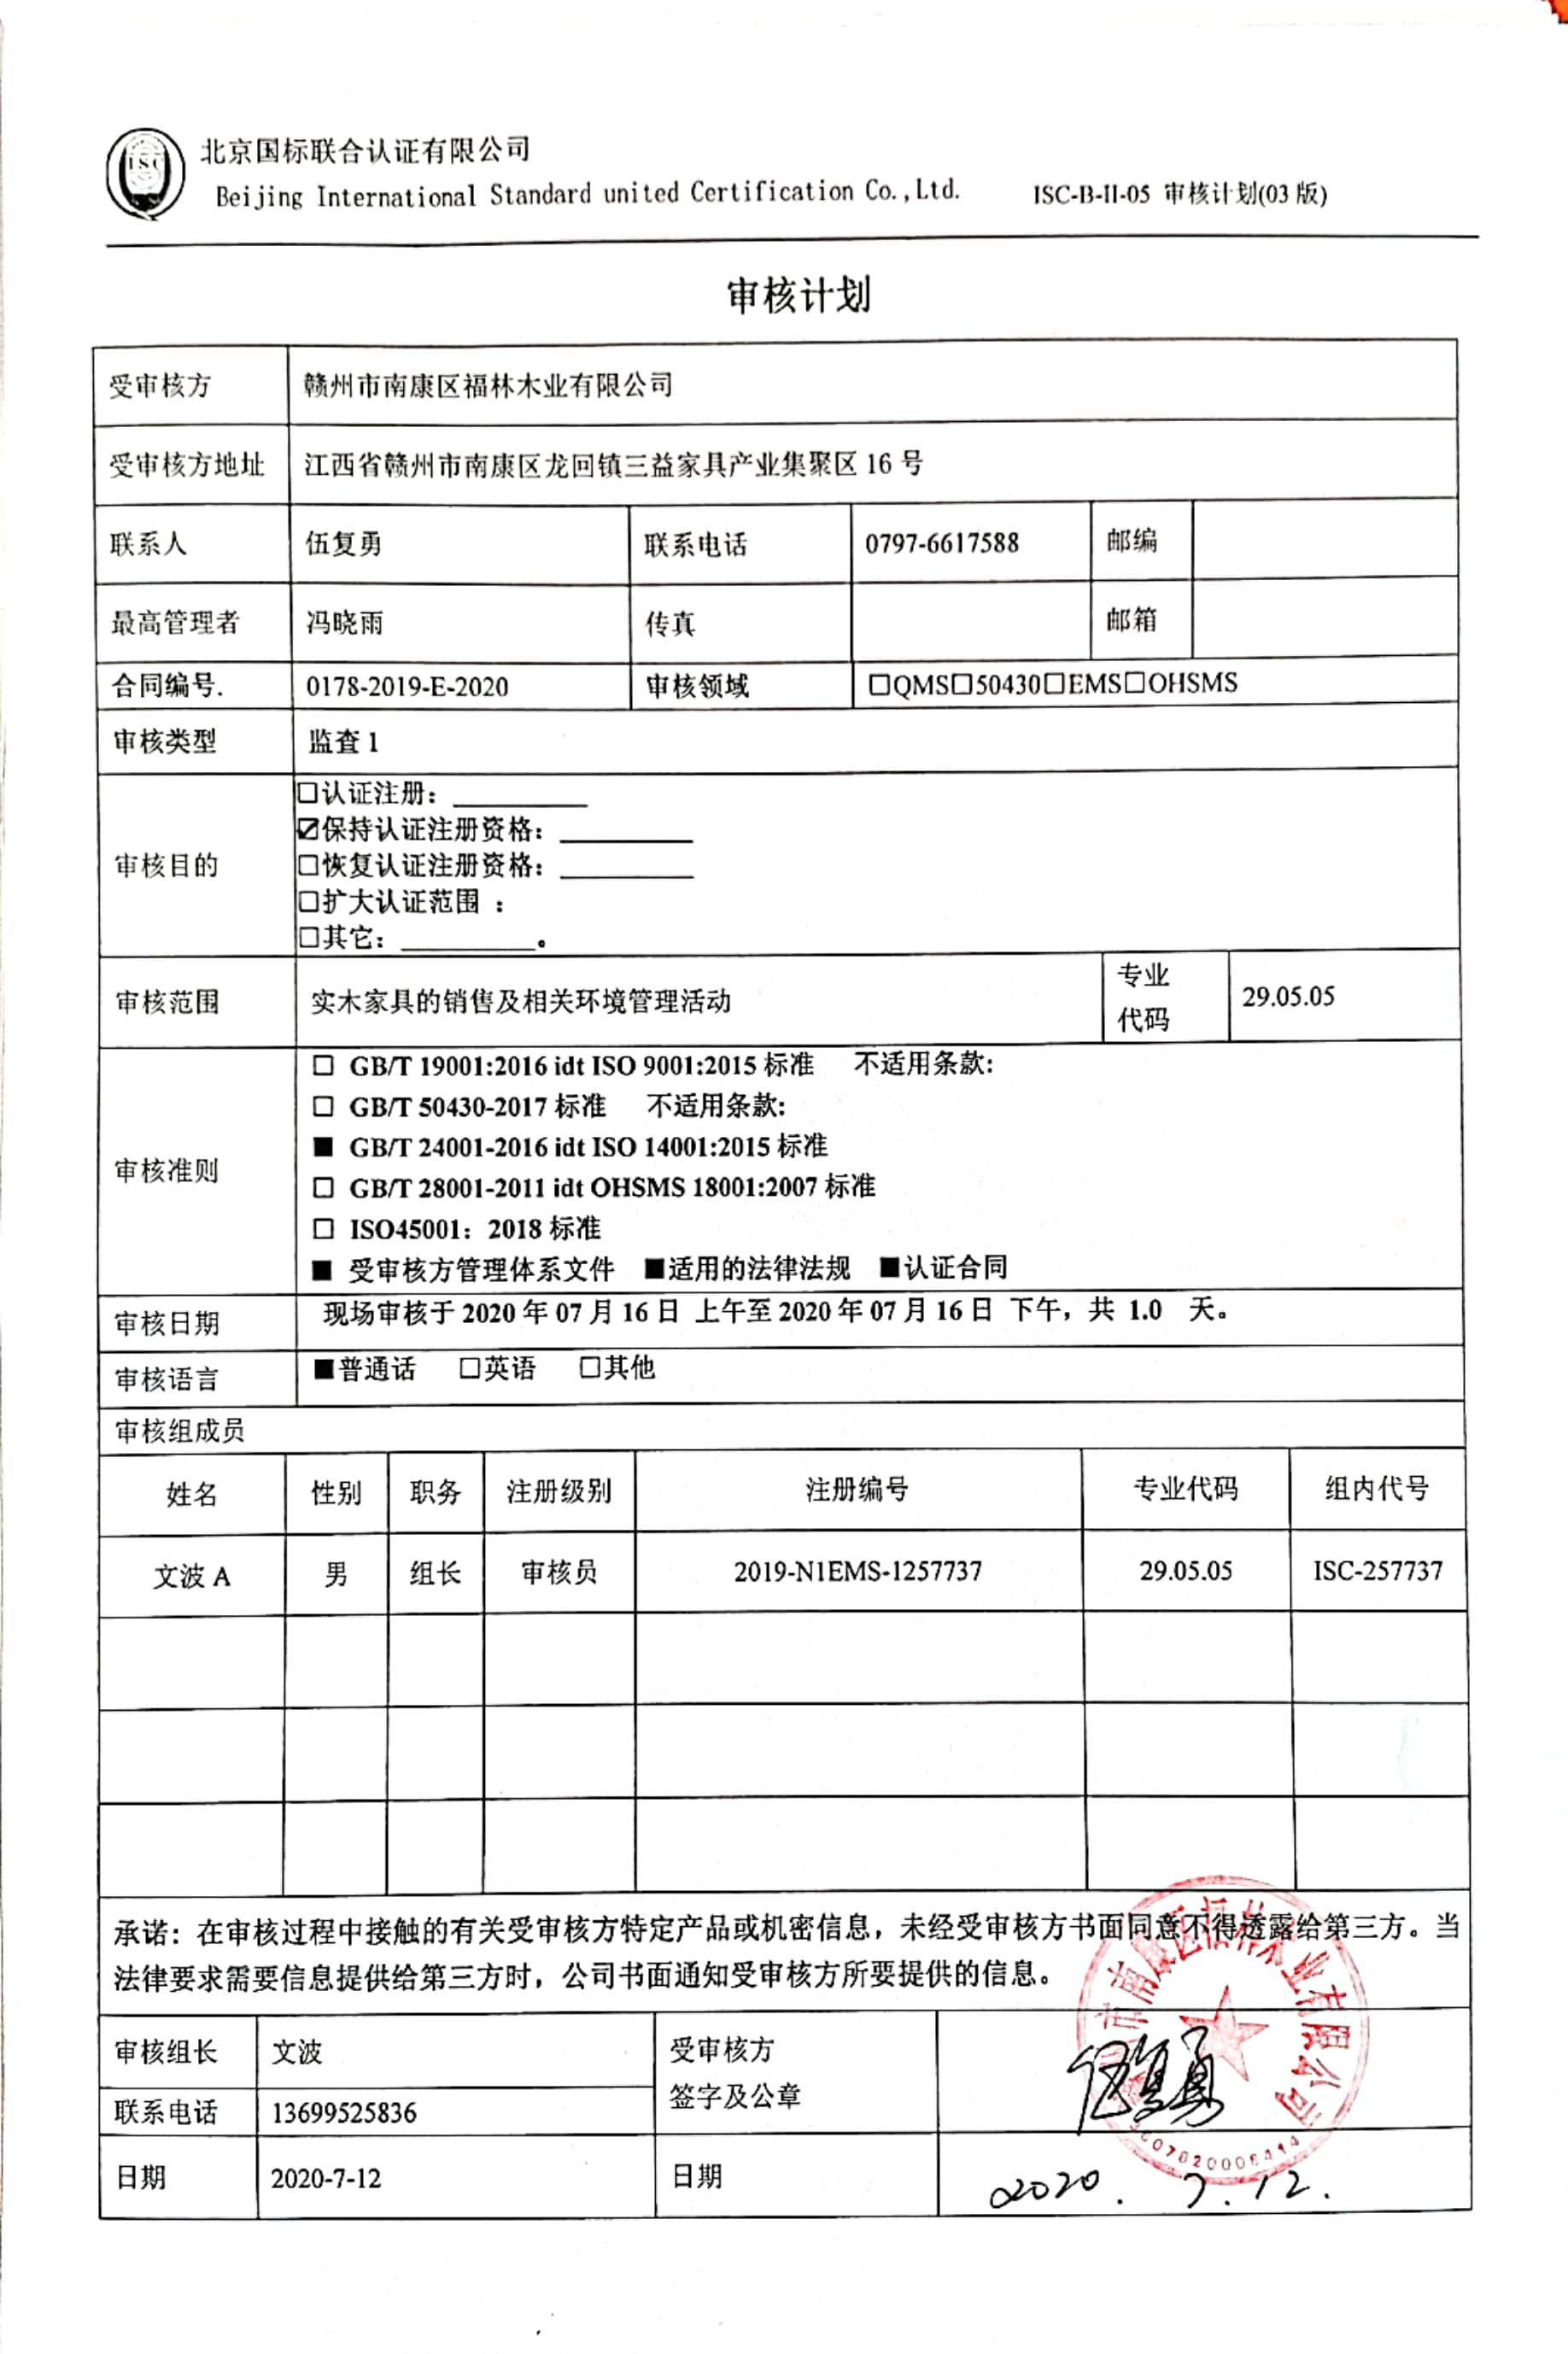 ISC
北京国标联合认证有限公司
Beijing International Standard united Certification Co.,Ltd. ISC-B-II-05 审核计划(03 版)
审核计划
受审核方 赣州市南康区福林木业有限公司
受审核方地址 江西省赣州市南康区龙回镇三益家具产业集聚区 16 号
联系人 伍复勇 联系电话 0797-6617588 邮编
最高管理者 冯晓雨 传真 邮箱
合同编号. 0178-2019-E-2020 审核领域 □QMS□50430□EMS□OHSMS
审核类型 监查 1
审核目的
□认证注册：__________
☑保持认证注册资格：__________
□恢复认证注册资格：__________
□扩大认证范围 ：
□其它：__________。
审核范围 实木家具的销售及相关环境管理活动 专业代码 29.05.05
审核准则
□ GB/T 19001:2016 idt ISO 9001:2015 标准 不适用条款:
□ GB/T 50430-2017 标准 不适用条款:
■ GB/T 24001-2016 idt ISO 14001:2015 标准
□ GB/T 28001-2011 idt OHSMS 18001:2007 标准
□ ISO45001：2018 标准
■ 受审核方管理体系文件 ■适用的法律法规 ■认证合同
审核日期 现场审核于 2020 年 07 月 16 日 上午至 2020 年 07 月 16 日 下午，共 1.0 天。
审核语言 ■普通话 □英语 □其他
审核组成员
姓名 性别 职务 注册级别 注册编号 专业代码 组内代号
文波 A 男 组长 审核员 2019-N1EMS-1257737 29.05.05 ISC-257737
承诺：在审核过程中接触的有关受审核方特定产品或机密信息，未经受审核方书面同意不得透露给第三方。当
法律要求需要信息提供给第三方时，公司书面通知受审核方所要提供的信息。
审核组长 文波 受审核方
签字及公章 伍复勇
联系电话 13699525836
日期 2020-7-12 日期 2020.7.12.
市南康区福林木业有限公司